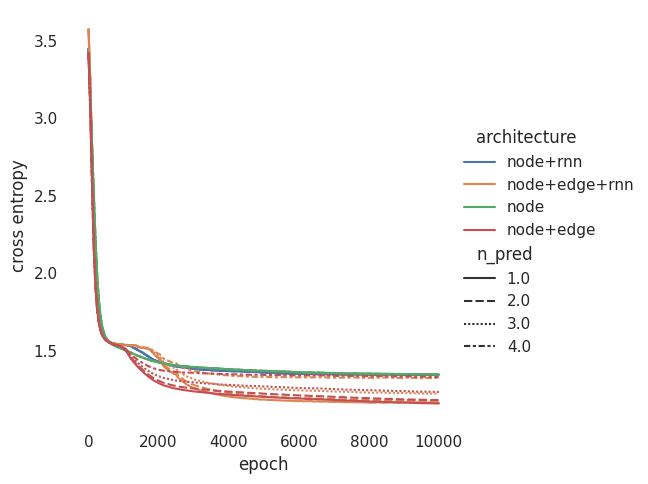 3.5
3.0
2.5
2.0
1.5
cross entropy
0
2000
4000
6000
8000
10000
epoch
architecture
node+rnn
node+edge+rnn
node
node+edge
n_pred
1.0
2.0
3.0
4.0